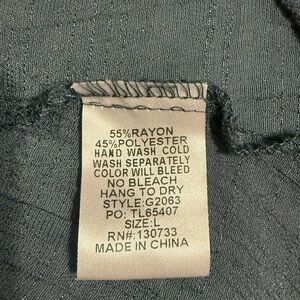 55%RAYON
45%POLYESTER
HAND WASH COLD
WASH SEPARATELY
COLOR WILL BLEED
NO BLEACH
HANG TO DRY
STYLE:G2063
PO: TL65407
SIZE:L
RN#:130733
MADE IN CHINA